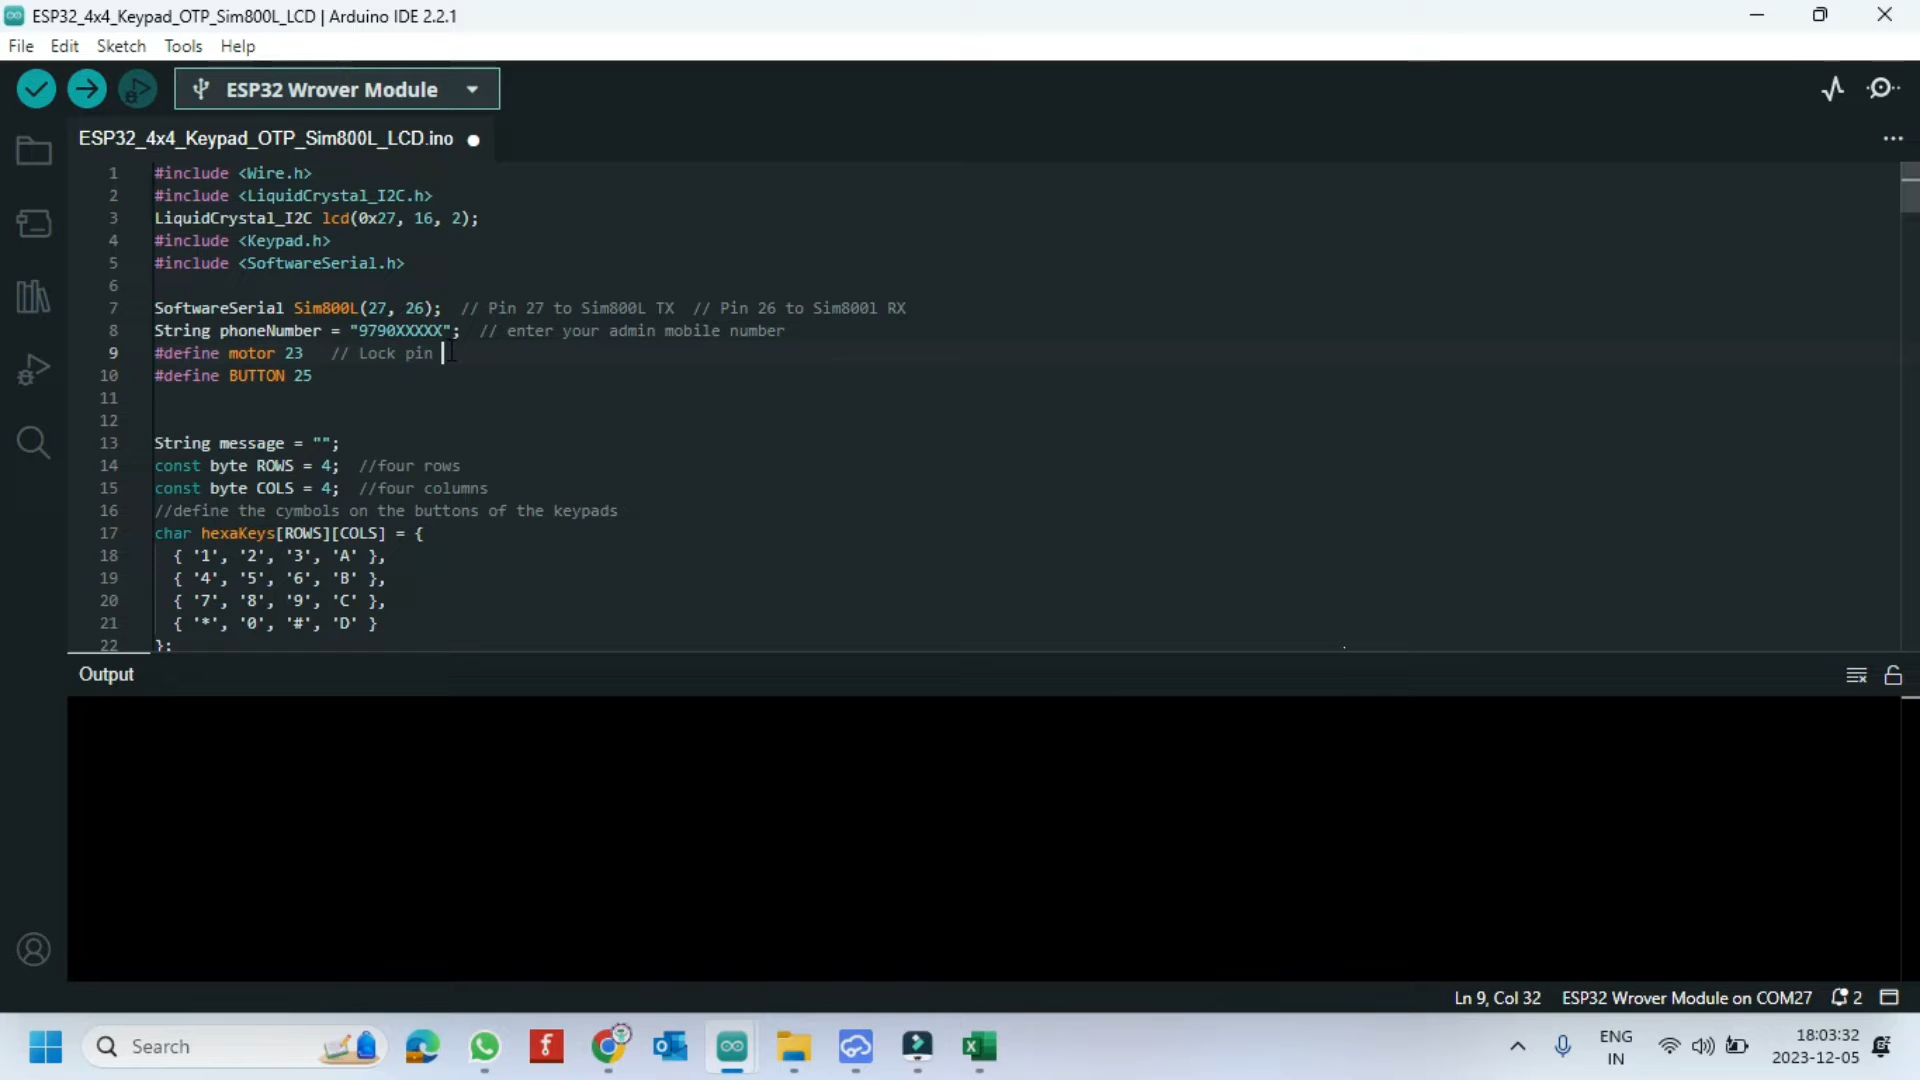 ESP32_4x4_Keypad_OTP_Sim800L_LCD | Arduino IDE 2.2.1
File Edit Sketch Tools Help
ESP32 Wrover Module
ESP32_4x4_Keypad_OTP_Sim800L_LCD.ino
1 #include <Wire.h>
2 #include <LiquidCrystal_I2C.h>
3 LiquidCrystal_I2C lcd(0x27, 16, 2);
4 #include <Keypad.h>
5 #include <SoftwareSerial.h>
6
7 SoftwareSerial Sim800L(27, 26); // Pin 27 to Sim800L TX // Pin 26 to Sim800l RX
8 String phoneNumber = "9790XXXXX"; // enter your admin mobile number
9 #define motor 23 // Lock pin
10 #define BUTTON 25
11
12
13 String message = "";
14 const byte ROWS = 4; //four rows
15 const byte COLS = 4; //four columns
16 //define the cymbols on the buttons of the keypads
17 char hexaKeys[ROWS][COLS] = {
18 { '1', '2', '3', 'A' },
19 { '4', '5', '6', 'B' },
20 { '7', '8', '9', 'C' },
21 { '*', '0', '#', 'D' }
22 };
Output
Ln 9, Col 32 ESP32 Wrover Module on COM27 2
Search
ENG
IN
18:03:32
2023-12-05